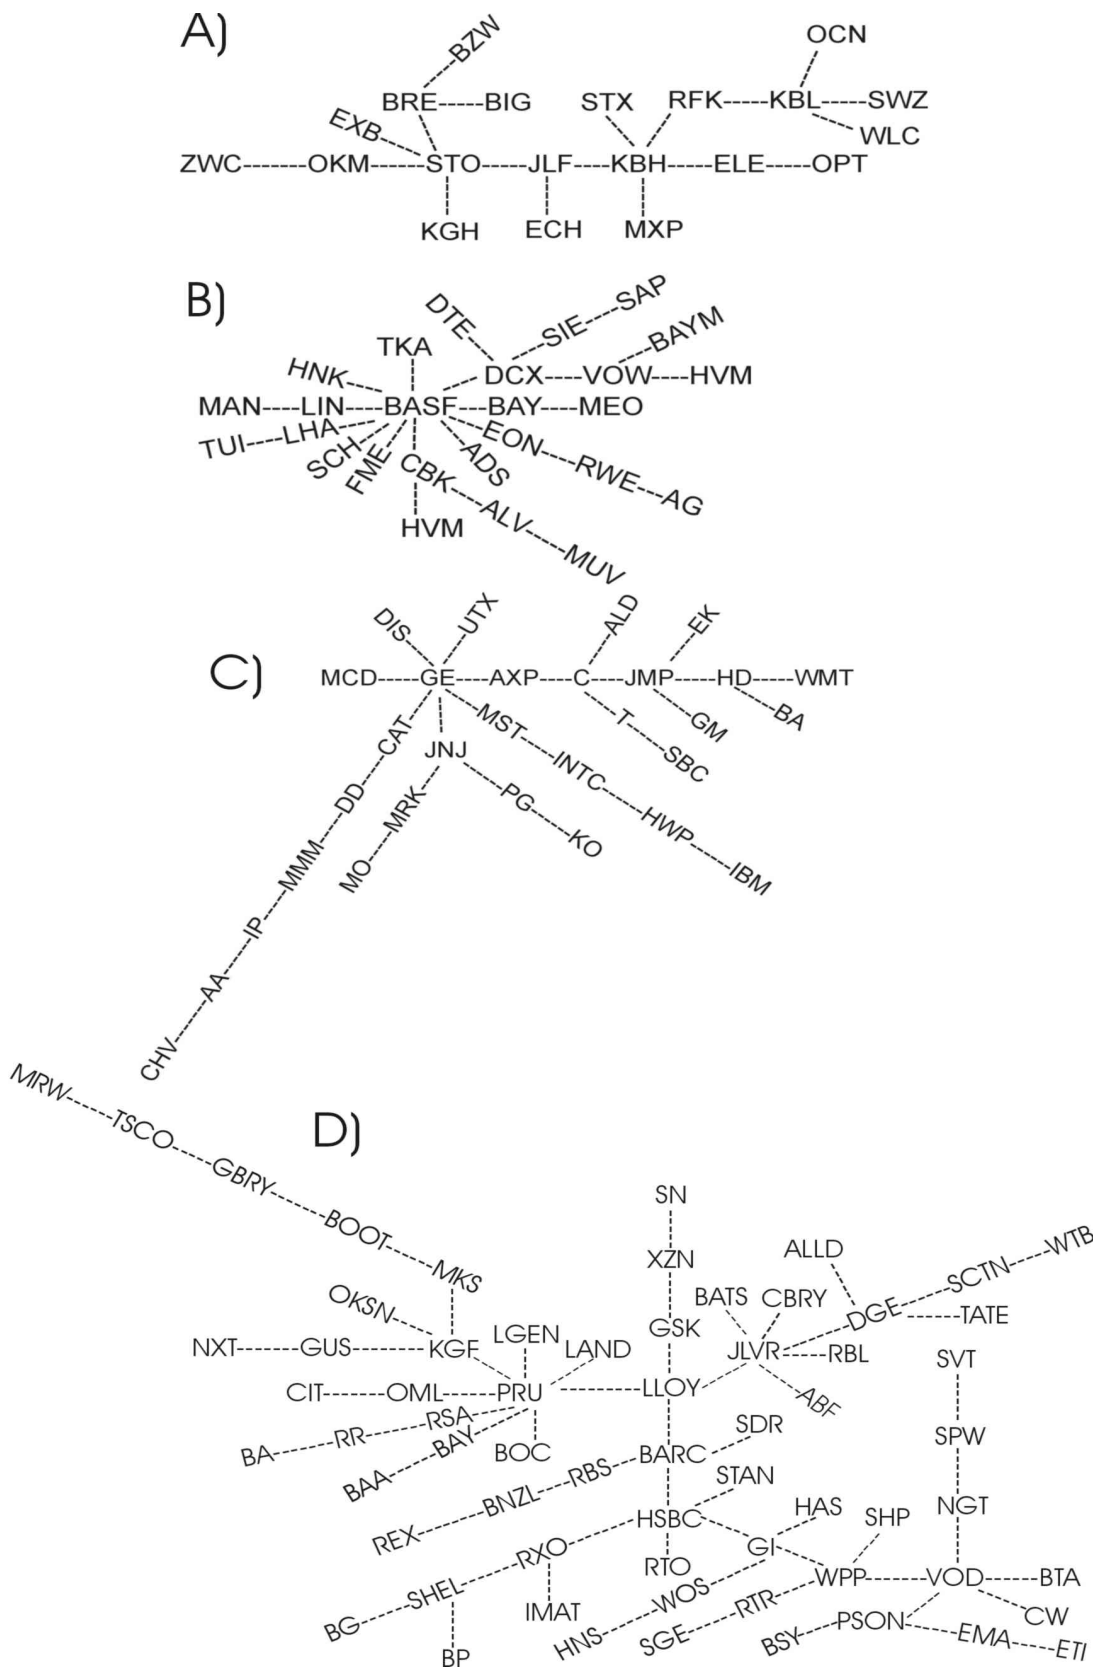 A)
BZW
OCN
BRE BIG STX RFK KBL SWZ
EXB WLC
ZWC OKM STO JLF KBH ELE OPT
KGH ECH MXP
B)
DTE SIE SAP
TKA BAYM
HNK DCX VOW HVM
MAN LIN BASF BAY MEO
TUI LHA SCH FME ADS EON RWE AG
CBK
HVM ALV
MUV
DIS UTX ALD EK
C)
MCD GE AXP C JMP HD WMT
CAT MST T GM BA
JNJ SBC
INTC
DD MRK PG
HWP
MMM MO KO
IBM
IP
AA
CHV
MRW
TSCO
D)
GBRY
SN
BOOT
XZN ALLD SCTN WTB
MKS
OKSN BATS CBRY DGE TATE
NXT GUS KGF LGEN LAND GSK JLVR RBL
SVT
CIT OML PRU LLOY ABF
BA RR RSA
BAA BAY BOC BARC SDR SPW
REX BNZL RBS STAN
HSBC HAS SHP NGT
RXO RTO GI
SHEL WOS WPP VOD BTA
BG IMAT HNS RTR CW
BP SGE BSY PSON EMA ETI